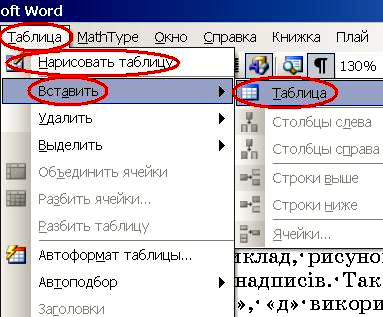 oft Word
Таблица MathType Окно Справка Книжка Плай
Нарисовать таблицу 130%
Вставить Таблица
Удалить Столбцы слева
Выделить Столбцы справа
Объединить ячейки Строки выше
Разбить ячейки... Строки ниже
Разбить таблицу Ячейки...
Автоформат таблицы... иклад, рисунок
Автоподбор надписів. Так
Заголовки », «д» викори